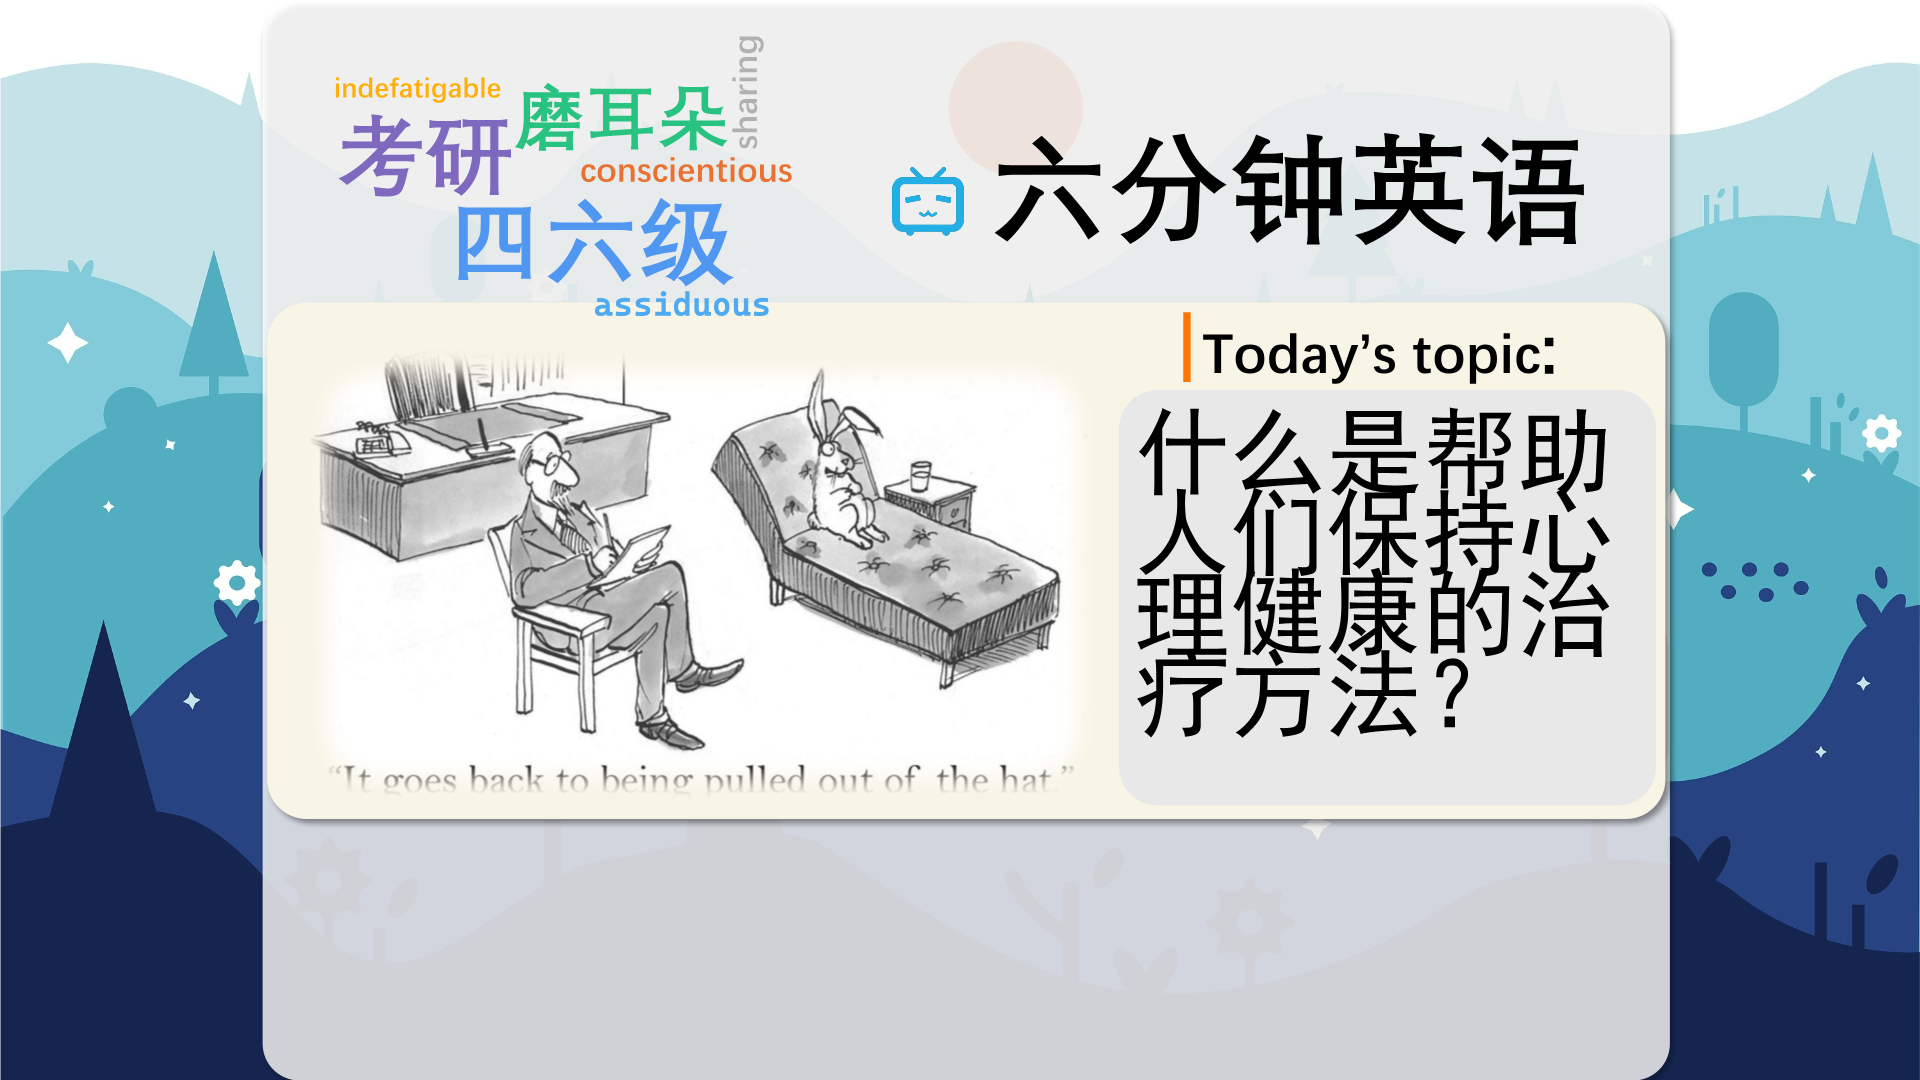 indefatigable
磨耳朵
sharing
考研
conscientious
四六级
assiduous
六分钟英语
Today’s topic:
什么是帮助
人们保持心
理健康的治
疗方法？
“It goes back to being pulled out of the hat.”